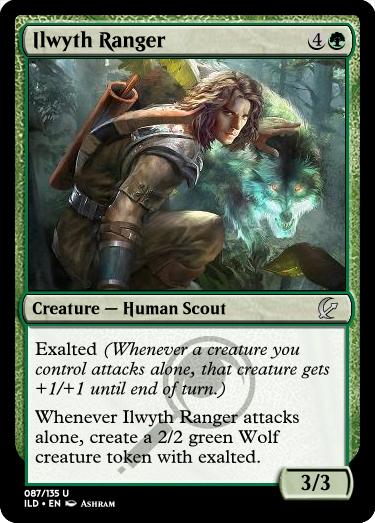 Ilwyth Ranger 4
Creature — Human Scout
Exalted (Whenever a creature you
control attacks alone, that creature gets
+1/+1 until end of turn.)
Whenever Ilwyth Ranger attacks
alone, create a 2/2 green Wolf
creature token with exalted.
3/3
087/135 U
ILD • EN Ashram